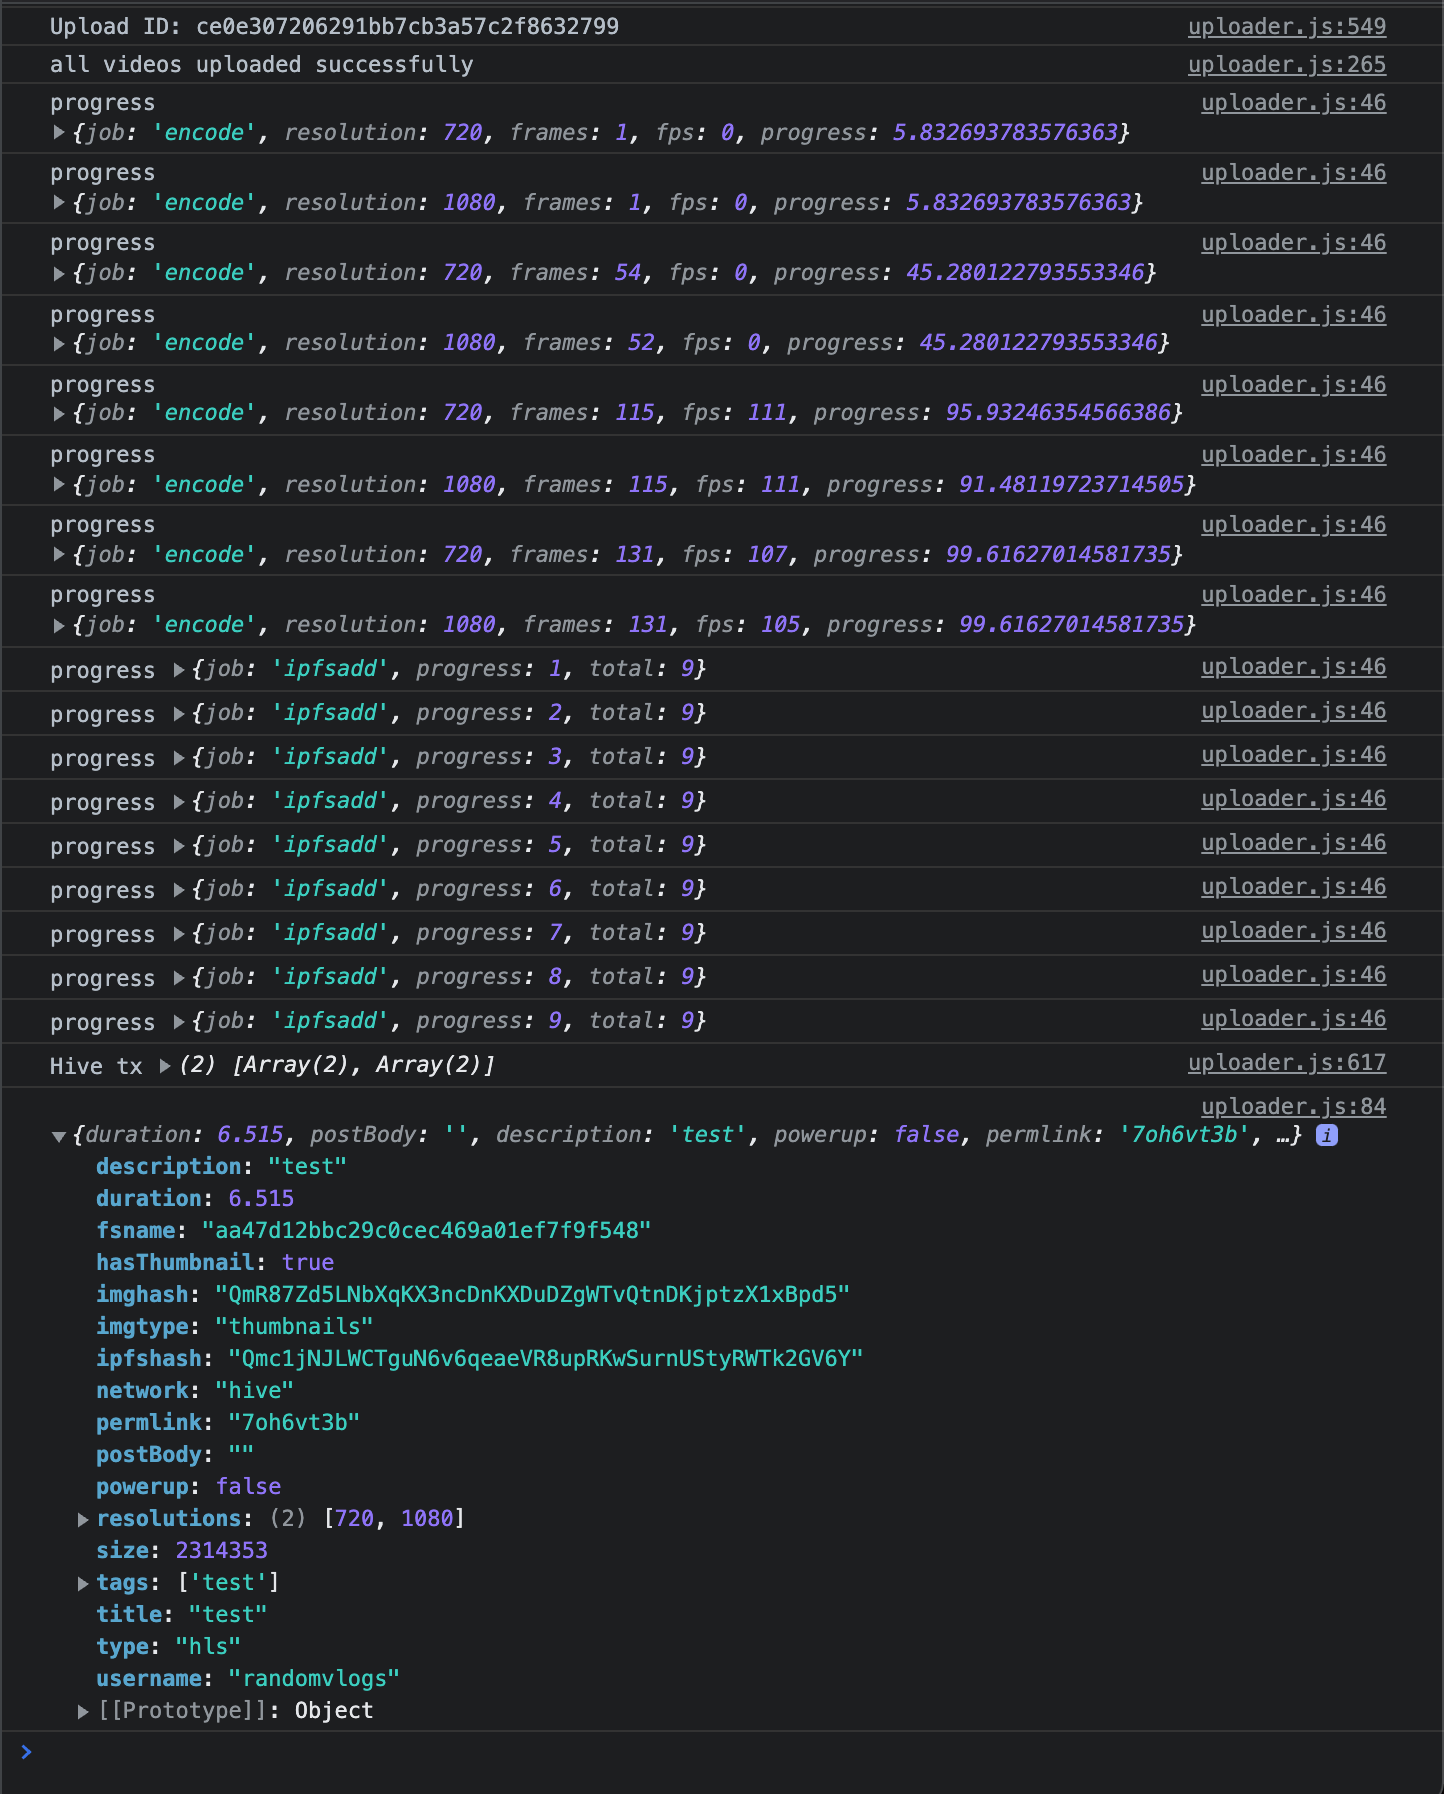 Upload ID: ce0e307206291bb7cb3a57c2f8632799 uploader.js:549
all videos uploaded successfully uploader.js:265
progress uploader.js:46
{job: 'encode', resolution: 720, frames: 1, fps: 0, progress: 5.832693783576363}
progress uploader.js:46
{job: 'encode', resolution: 1080, frames: 1, fps: 0, progress: 5.832693783576363}
progress uploader.js:46
{job: 'encode', resolution: 720, frames: 54, fps: 0, progress: 45.280122793553346}
progress uploader.js:46
{job: 'encode', resolution: 1080, frames: 52, fps: 0, progress: 45.280122793553346}
progress uploader.js:46
{job: 'encode', resolution: 720, frames: 115, fps: 111, progress: 95.93246354566386}
progress uploader.js:46
{job: 'encode', resolution: 1080, frames: 115, fps: 111, progress: 91.48119723714505}
progress uploader.js:46
{job: 'encode', resolution: 720, frames: 131, fps: 107, progress: 99.61627014581735}
progress uploader.js:46
{job: 'encode', resolution: 1080, frames: 131, fps: 105, progress: 99.61627014581735}
progress {job: 'ipfsadd', progress: 1, total: 9} uploader.js:46
progress {job: 'ipfsadd', progress: 2, total: 9} uploader.js:46
progress {job: 'ipfsadd', progress: 3, total: 9} uploader.js:46
progress {job: 'ipfsadd', progress: 4, total: 9} uploader.js:46
progress {job: 'ipfsadd', progress: 5, total: 9} uploader.js:46
progress {job: 'ipfsadd', progress: 6, total: 9} uploader.js:46
progress {job: 'ipfsadd', progress: 7, total: 9} uploader.js:46
progress {job: 'ipfsadd', progress: 8, total: 9} uploader.js:46
progress {job: 'ipfsadd', progress: 9, total: 9} uploader.js:46
Hive tx (2) [Array(2), Array(2)] uploader.js:617
uploader.js:84
{duration: 6.515, postBody: '', description: 'test', powerup: false, permlink: '7oh6vt3b', …} i
description: "test"
duration: 6.515
fsname: "aa47d12bbc29c0cec469a01ef7f9f548"
hasThumbnail: true
imghash: "QmR87Zd5LNbXqKX3ncDnKXDuDZgWTvQtnDKjptzX1xBpd5"
imgtype: "thumbnails"
ipfshash: "Qmc1jNJLWCTguN6v6qeaeVR8upRKwSurnUStyRWTk2GV6Y"
network: "hive"
permlink: "7oh6vt3b"
postBody: ""
powerup: false
resolutions: (2) [720, 1080]
size: 2314353
tags: ['test']
title: "test"
type: "hls"
username: "randomvlogs"
[[Prototype]]: Object